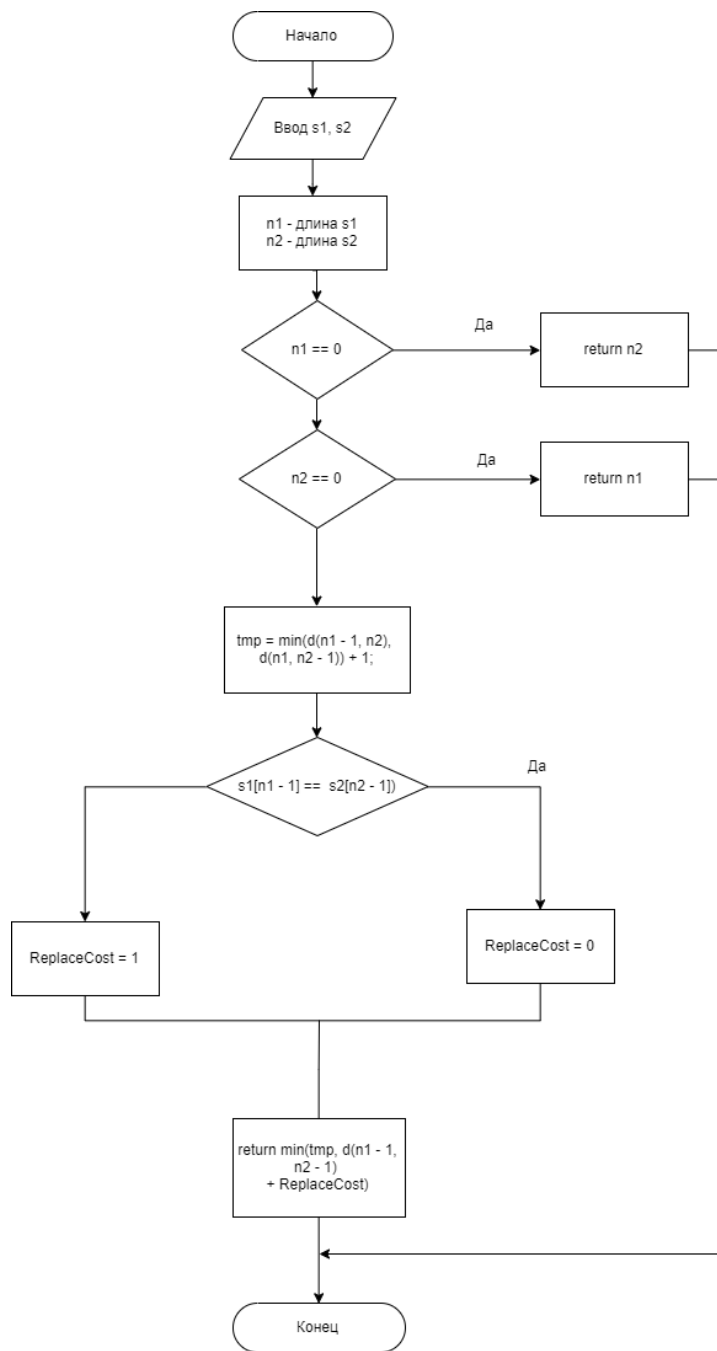 Начало
Ввод s1, s2
n1 - длина s1
n2 - длина s2
n1 == 0
Да
return n2
n2 == 0
Да
return n1
tmp = min(d(n1 - 1, n2),
d(n1, n2 - 1)) + 1;
s1[n1 - 1] == s2[n2 - 1])
Да
ReplaceCost = 1
ReplaceCost = 0
return min(tmp, d(n1 - 1,
n2 - 1)
+ ReplaceCost)
Конец